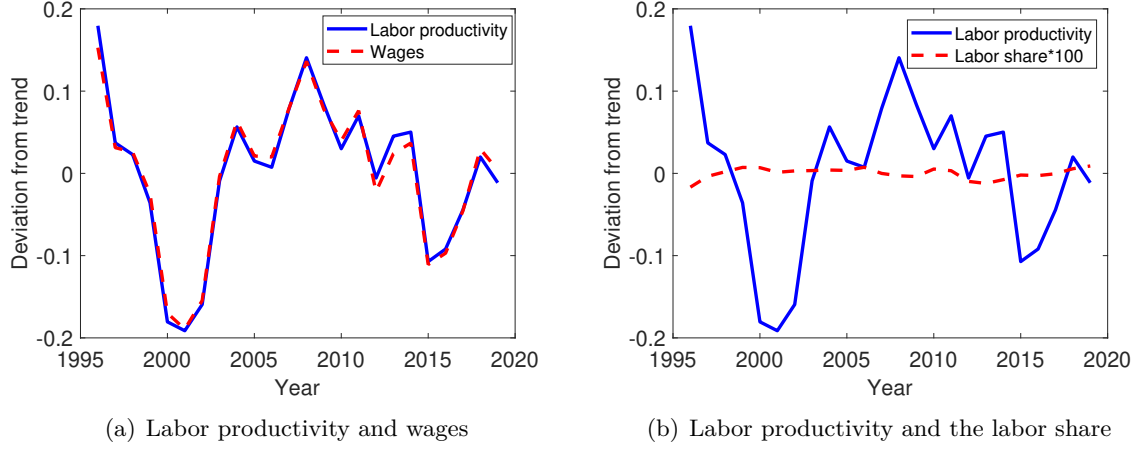 0.2
0.1
0
-0.1
-0.2
Deviation from trend
1995 2000 2005 2010 2015 2020
Year
Labor productivity
Wages
(a) Labor productivity and wages
0.2
0.1
0
-0.1
-0.2
Deviation from trend
1995 2000 2005 2010 2015 2020
Year
Labor productivity
Labor share*100
(b) Labor productivity and the labor share